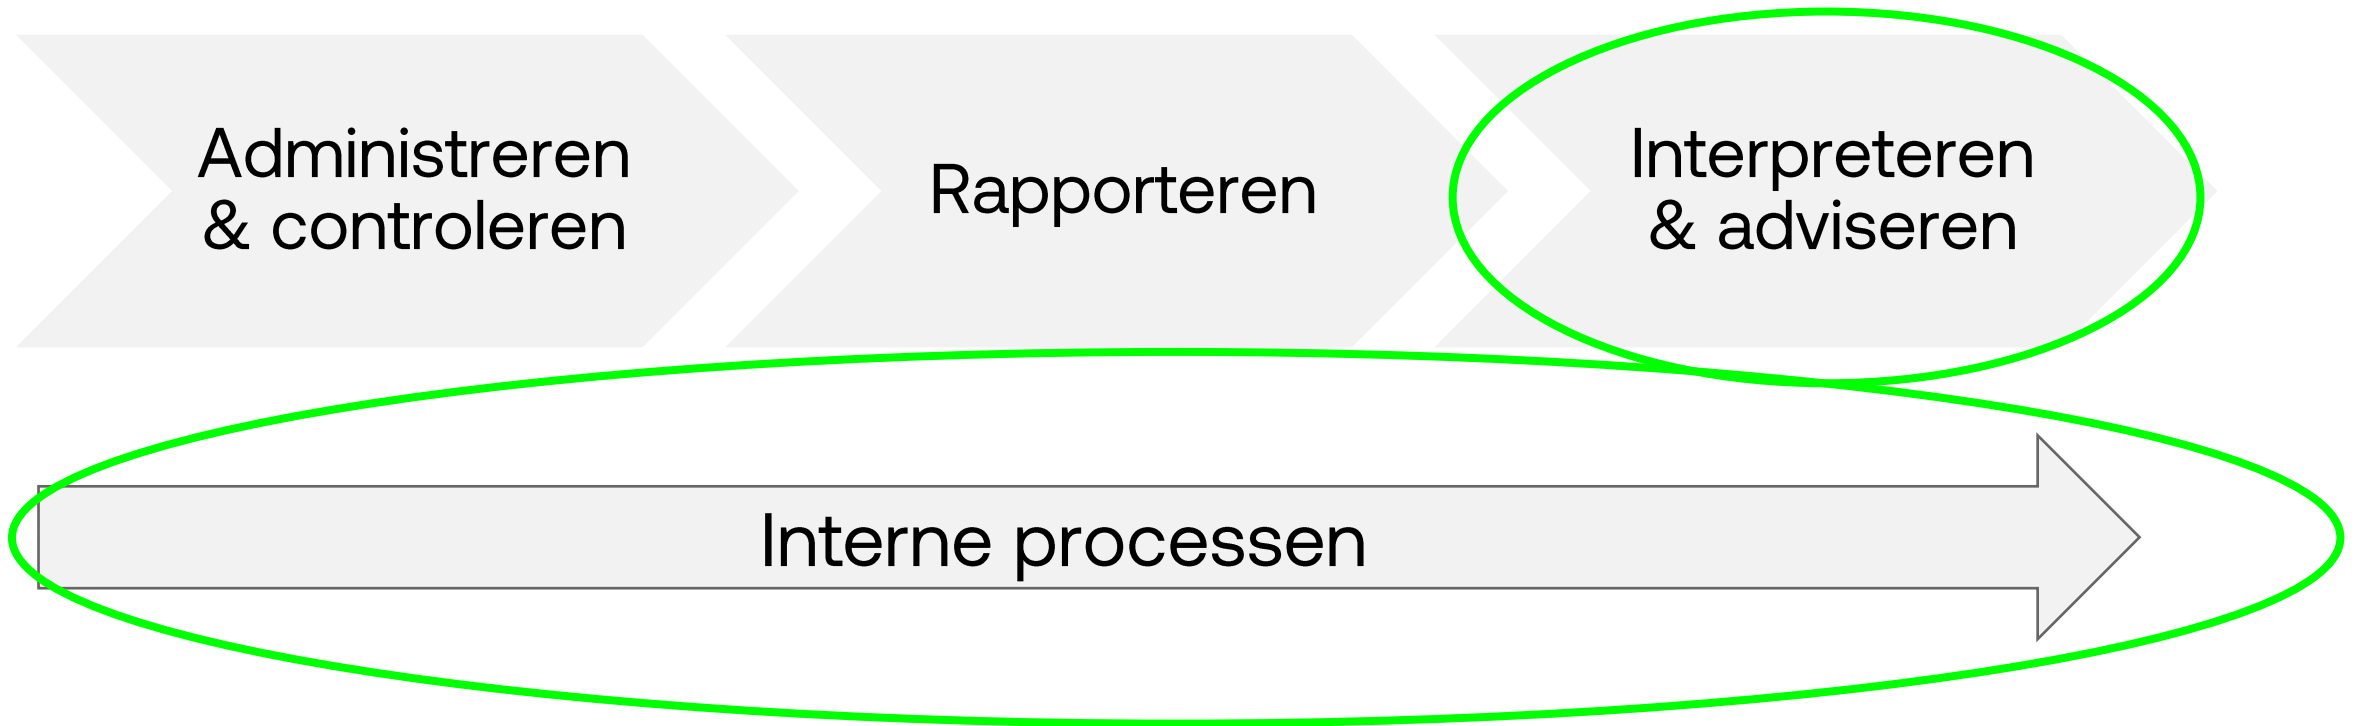 Administreren
& controleren
Rapporteren
Interpreteren
& adviseren
Interne processen